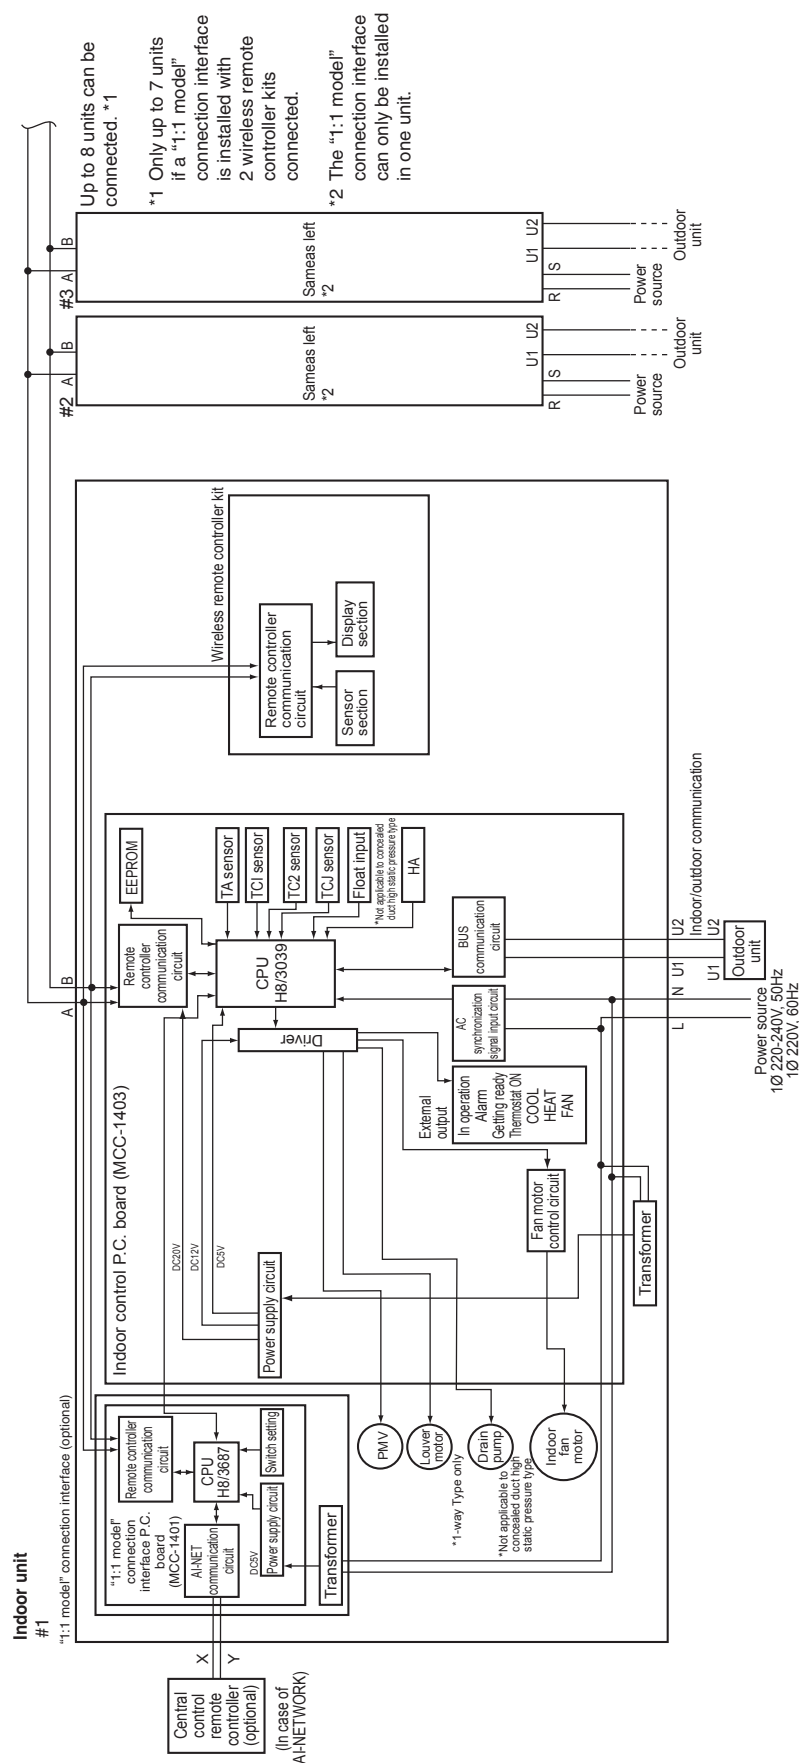 Indoor unit
#1
"1:1 model" connection interface (optional)
Central
control
remote
controller
(optional)
(In case of
AI-NETWORK)
X
Y
"1:1 model"
connection
interface P.C.
board
(MCC-1401)
Remote controller
communication
circuit
CPU
H8/3687
AI-NET
communication
circuit
Switch setting
DC5V
Power supply circuit
Transformer
Indoor control P.C. board (MCC-1403)
DC20V
DC12V
DC5V
Power supply circuit
Remote
controller
communication
circuit
EEPROM
CPU
H8/3039
Driver
TA sensor
TCI sensor
TC2 sensor
TCJ sensor
Float input
*Not applicable to concealed
duct high static pressure type
HA
AC
synchronization
signal input circuit
BUS
communication
circuit
External
output
In operation
Alarm
Getting ready
Thermostat ON
COOL
HEAT
FAN
Fan motor
control circuit
Transformer
PMV
Louver
motor
*1-way Type only
Drain
pump
*Not applicable to
concealed duct high
static pressure type
Indoor
fan
motor
Wireless remote controller kit
Remote controller
communication
circuit
Display
section
Sensor
section
A
B
L
N
U1
U2
Indoor/outdoor communication
U1
U2
Outdoor
unit
Power source
1Ø 220-240V, 50Hz
1Ø 220V, 60Hz
#2
A
B
Sameas left
*2
R
S
U1
U2
Power
source
Outdoor
unit
#3
A
B
Sameas left
*2
R
S
U1
U2
Power
source
Outdoor
unit
Up to 8 units can be
connected. *1
*1 Only up to 7 units
if a "1:1 model"
connection interface
is installed with
2 wireless remote
controller kits
connected.
*2 The "1:1 model"
connection interface
can only be installed
in one unit.